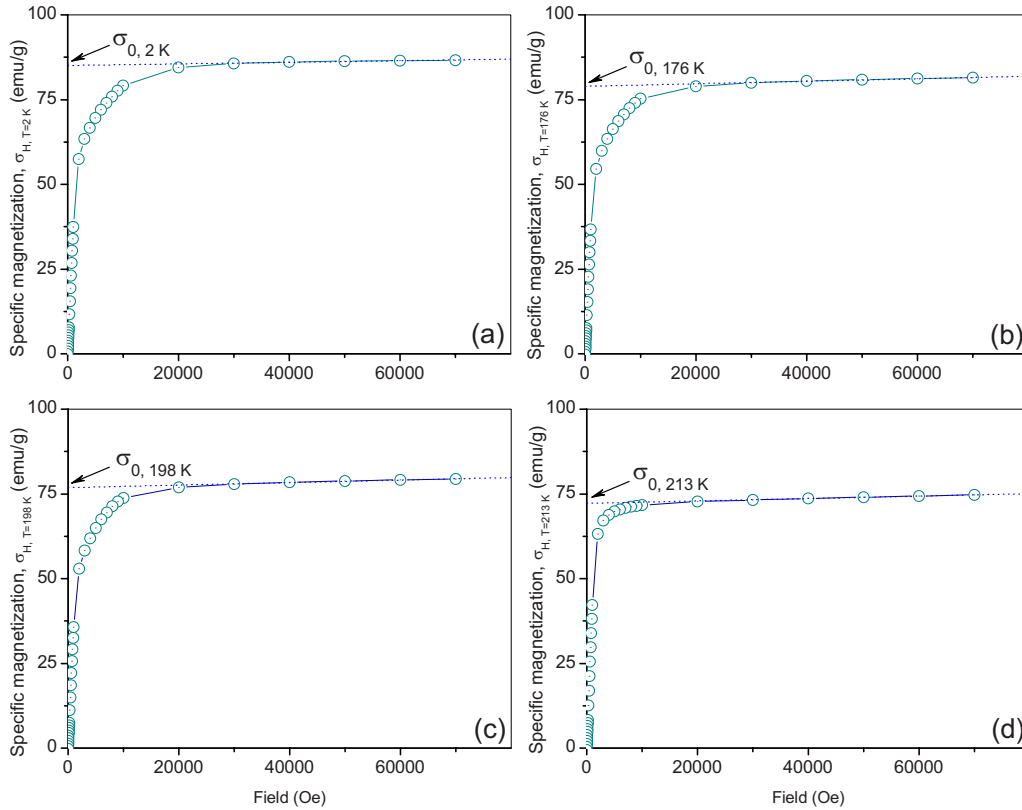 Specific magnetization, σH, T=2 K (emu/g)
100
75
50
25
0
σ0, 2 K
(a)
0 20000 40000 60000
Specific magnetization, σH, T=176 K (emu/g)
100
75
50
25
0
σ0, 176 K
(b)
0 20000 40000 60000
Specific magnetization, σH, T=198 K (emu/g)
100
75
50
25
0
σ0, 198 K
(c)
0 20000 40000 60000
Field (Oe)
Specific magnetization, σH, T=213 K (emu/g)
100
75
50
25
0
σ0, 213 K
(d)
0 20000 40000 60000
Field (Oe)